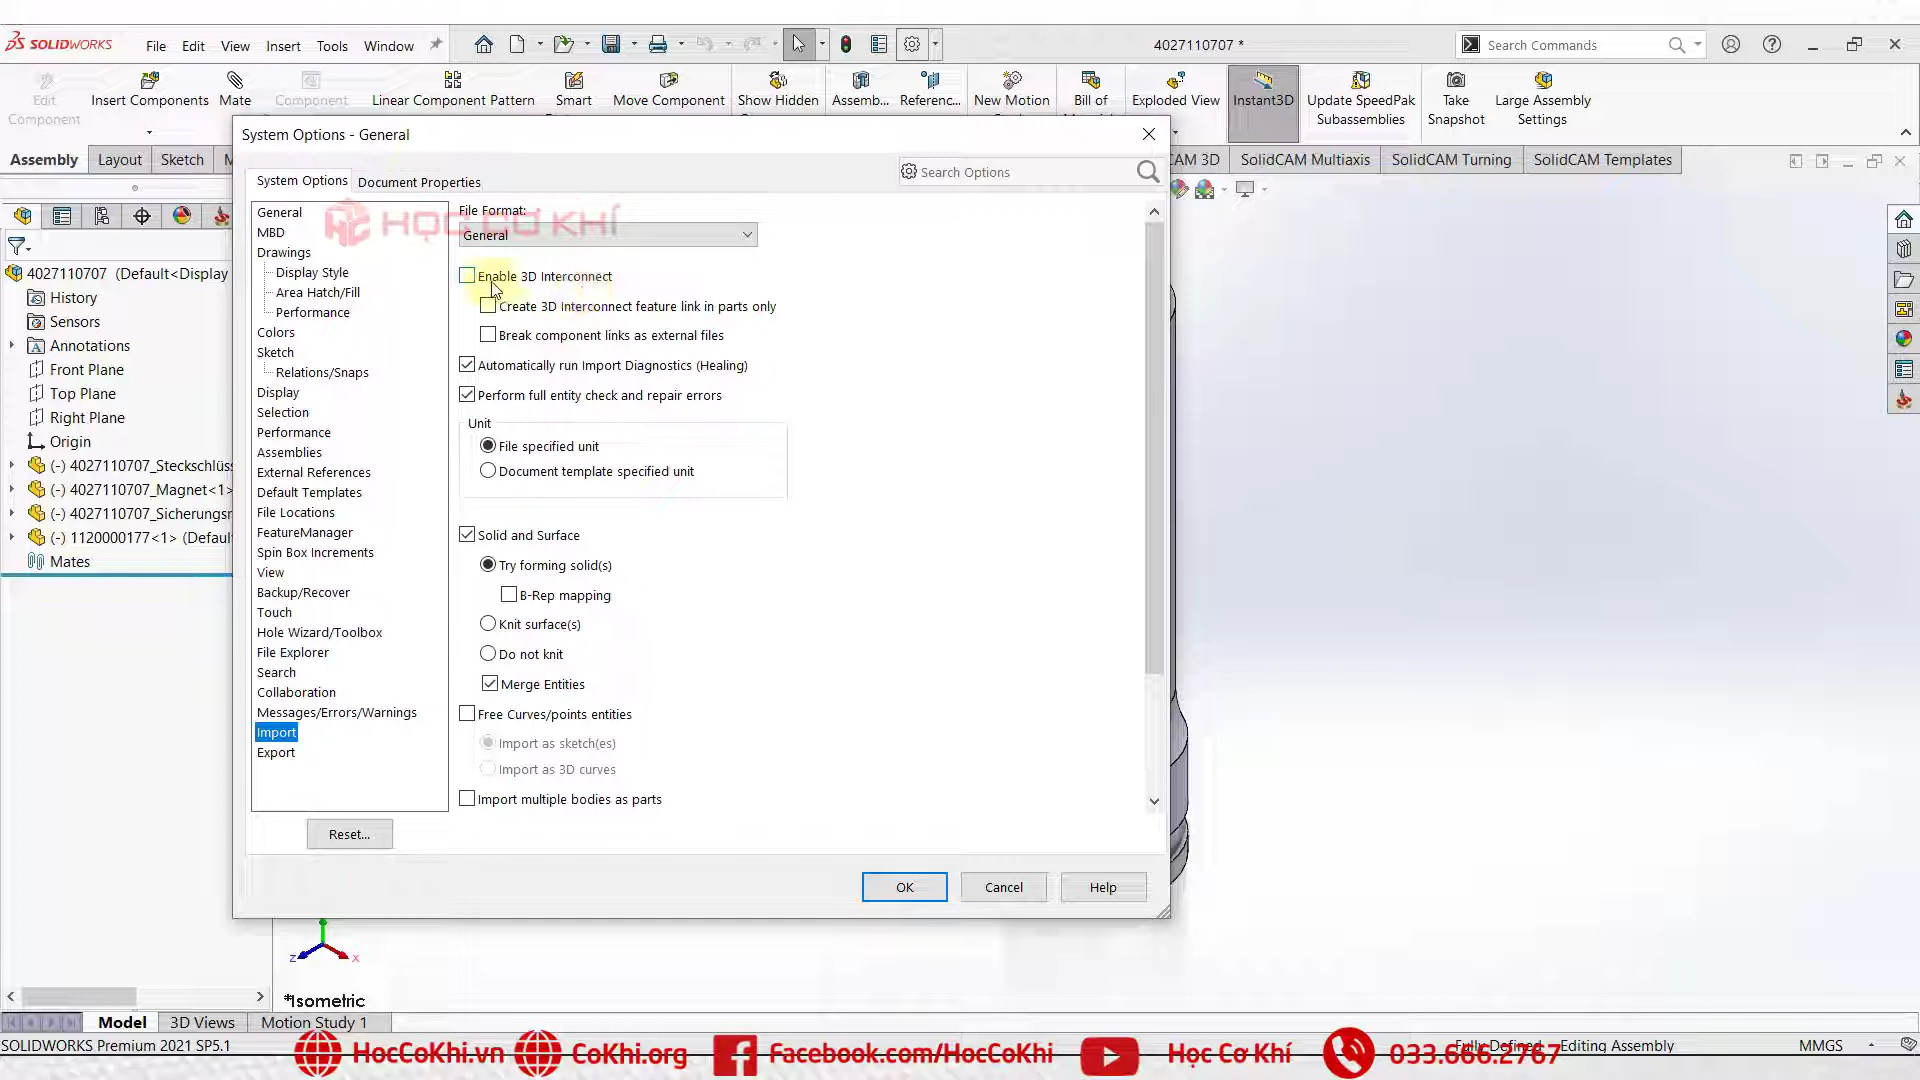 SOLIDWORKS File Edit View Insert Tools Window 4027110707 * Search Commands
Edit Component Insert Components Mate Component Linear Component Pattern Smart Move Component Show Hidden Assemb... Referenc... New Motion Bill of Exploded View Instant3D Update SpeedPak Subassemblies Take Snapshot Large Assembly Settings
Assembly Layout Sketch M CAM 3D SolidCAM Multiaxis SolidCAM Turning SolidCAM Templates
System Options - General
System Options Document Properties Search Options
HỌC CƠ KHÍ
4027110707 (Default<Display
History
Sensors
Annotations
Front Plane
Top Plane
Right Plane
Origin
(-) 4027110707_Steckschlüss
(-) 4027110707_Magnet<1>
(-) 4027110707_Sicherungsr
(-) 1120000177<1> (Defaul
Mates
General
MBD
Drawings
Display Style
Area Hatch/Fill
Performance
Colors
Sketch
Relations/Snaps
Display
Selection
Performance
Assemblies
External References
Default Templates
File Locations
FeatureManager
Spin Box Increments
View
Backup/Recover
Touch
Hole Wizard/Toolbox
File Explorer
Search
Collaboration
Messages/Errors/Warnings
Import
Export
Reset...
File Format:
General
Enable 3D Interconnect
Create 3D Interconnect feature link in parts only
Break component links as external files
Automatically run Import Diagnostics (Healing)
Perform full entity check and repair errors
Unit
File specified unit
Document template specified unit
Solid and Surface
Try forming solid(s)
B-Rep mapping
Knit surface(s)
Do not knit
Merge Entities
Free Curves/points entities
Import as sketch(es)
Import as 3D curves
Import multiple bodies as parts
OK Cancel Help
z x
*Isometric
Model 3D Views Motion Study 1
SOLIDWORKS Premium 2021 SP5.1 Fully Defined Editing Assembly MMGS
HocCoKhi.vn CoKhi.org Facebook.com/HocCoKhi Học Cơ Khí 033.666.2767